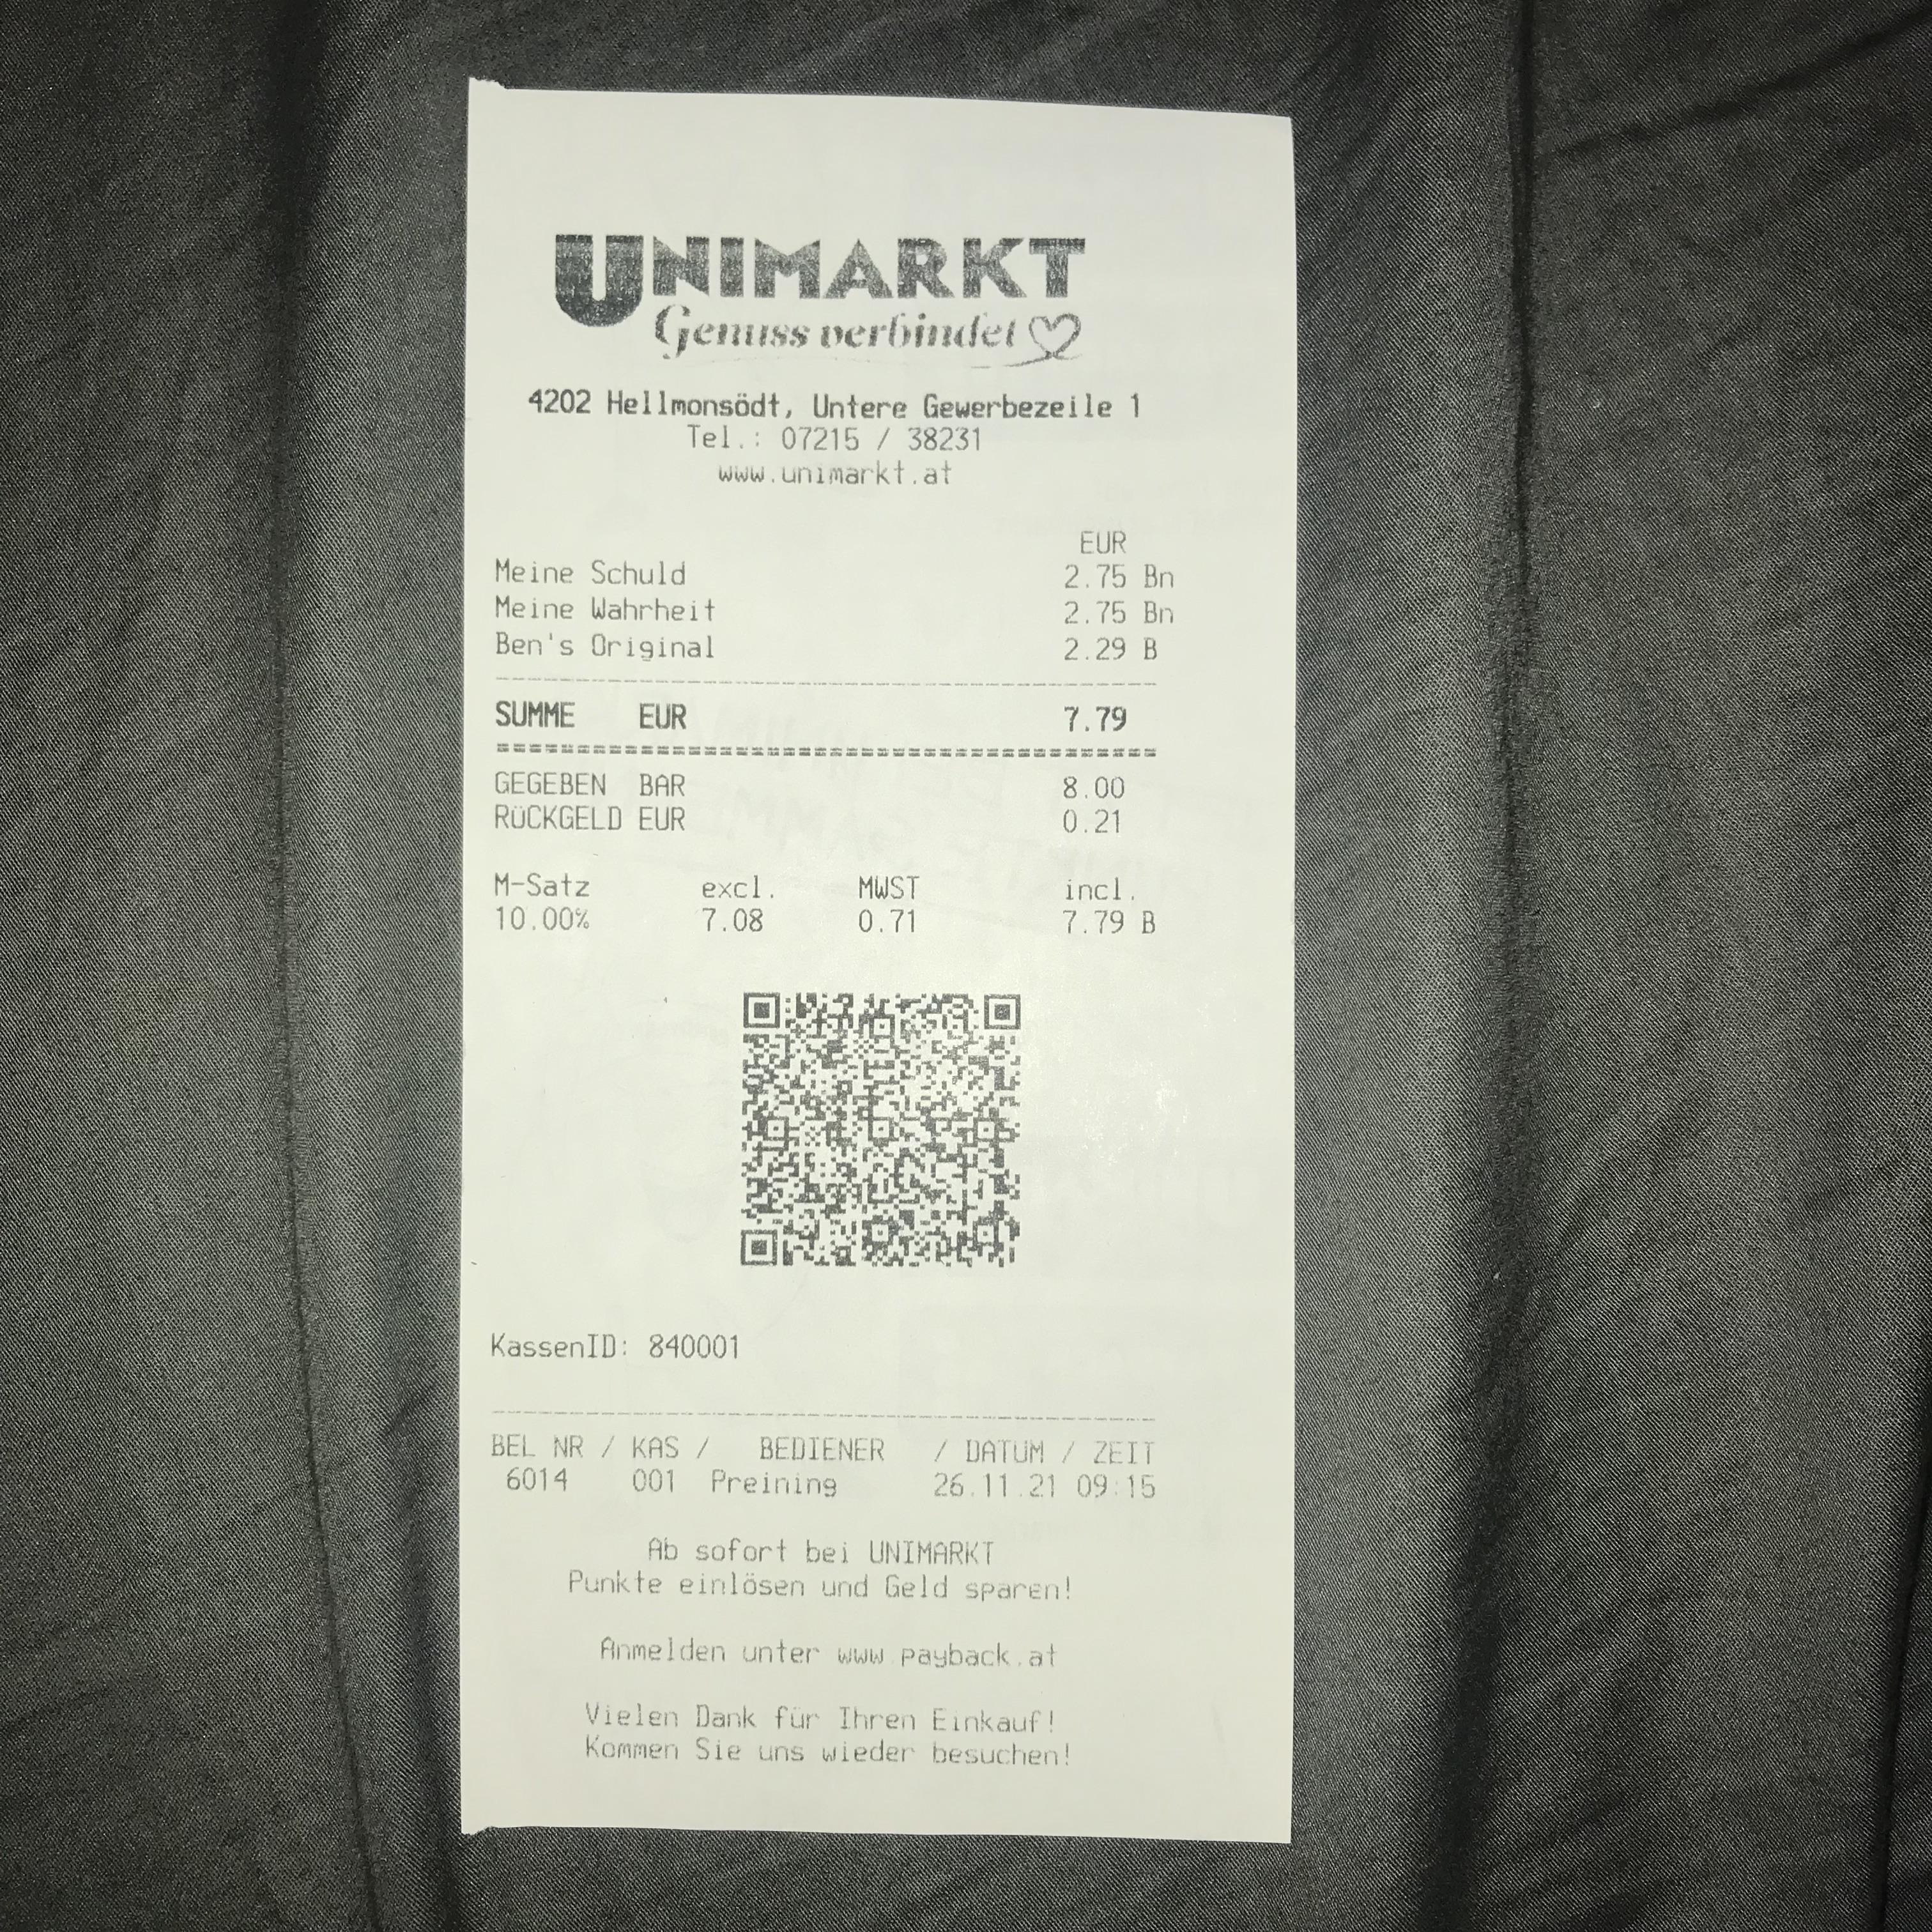 UNIMARKT
Genuss verbindet
4202 Hellmonsödt, Untere Gewerbezeile 1
Tel.: 07215 / 38231
www.unimarkt.at
EUR
Meine Schuld 2.75 Bn
Meine Wahrheit 2.75 Bn
Ben's Original 2.29 B
SUMME EUR 7.79
GEGEBEN BAR 8.00
RÜCKGELD EUR 0.21
M-Satz excl. MWST incl.
10.00% 7.08 0.71 7.79 B
KassenID: 840001
BEL NR / KAS / BEDIENER / DATUM / ZEIT
6014 001 Preining 26.11.21 09:15
Ab sofort bei UNIMARKT
Punkte einlösen und Geld sparen!
Anmelden unter www.payback.at
Vielen Dank für Ihren Einkauf!
Kommen Sie uns wieder besuchen!